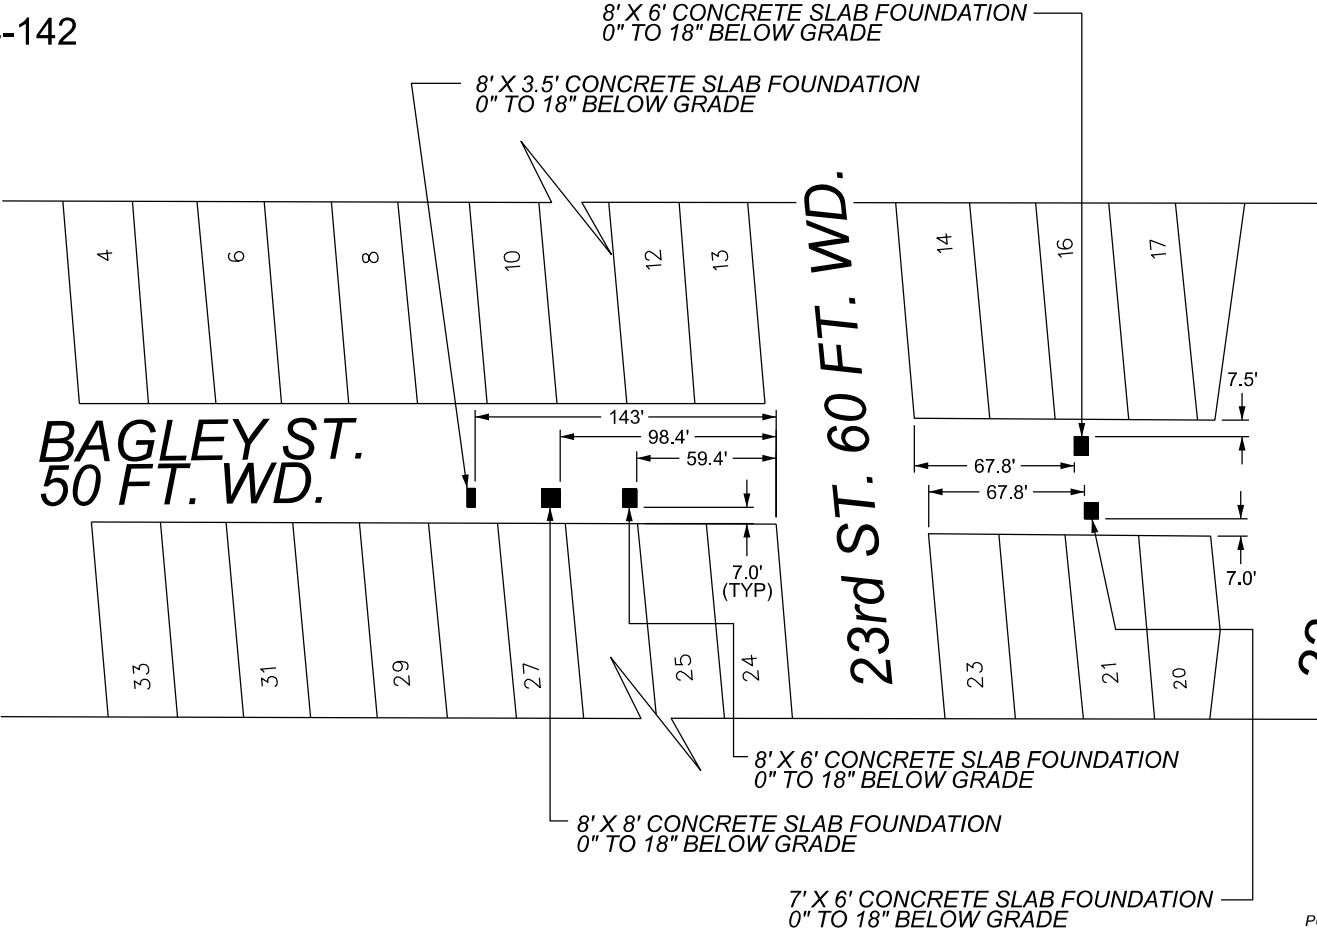 -142
8' X 6' CONCRETE SLAB FOUNDATION
0" TO 18" BELOW GRADE
8' X 3.5' CONCRETE SLAB FOUNDATION
0" TO 18" BELOW GRADE
4
6
8
10
12
13
14
16
17
23rd ST. 60 FT. WD.
BAGLEY ST.
50 FT. WD.
143'
98.4'
59.4'
7.0'
(TYP)
7.5'
67.8'
67.8'
7.0'
33
31
29
27
25
24
23
21
20
8' X 6' CONCRETE SLAB FOUNDATION
0" TO 18" BELOW GRADE
8' X 8' CONCRETE SLAB FOUNDATION
0" TO 18" BELOW GRADE
7' X 6' CONCRETE SLAB FOUNDATION
0" TO 18" BELOW GRADE